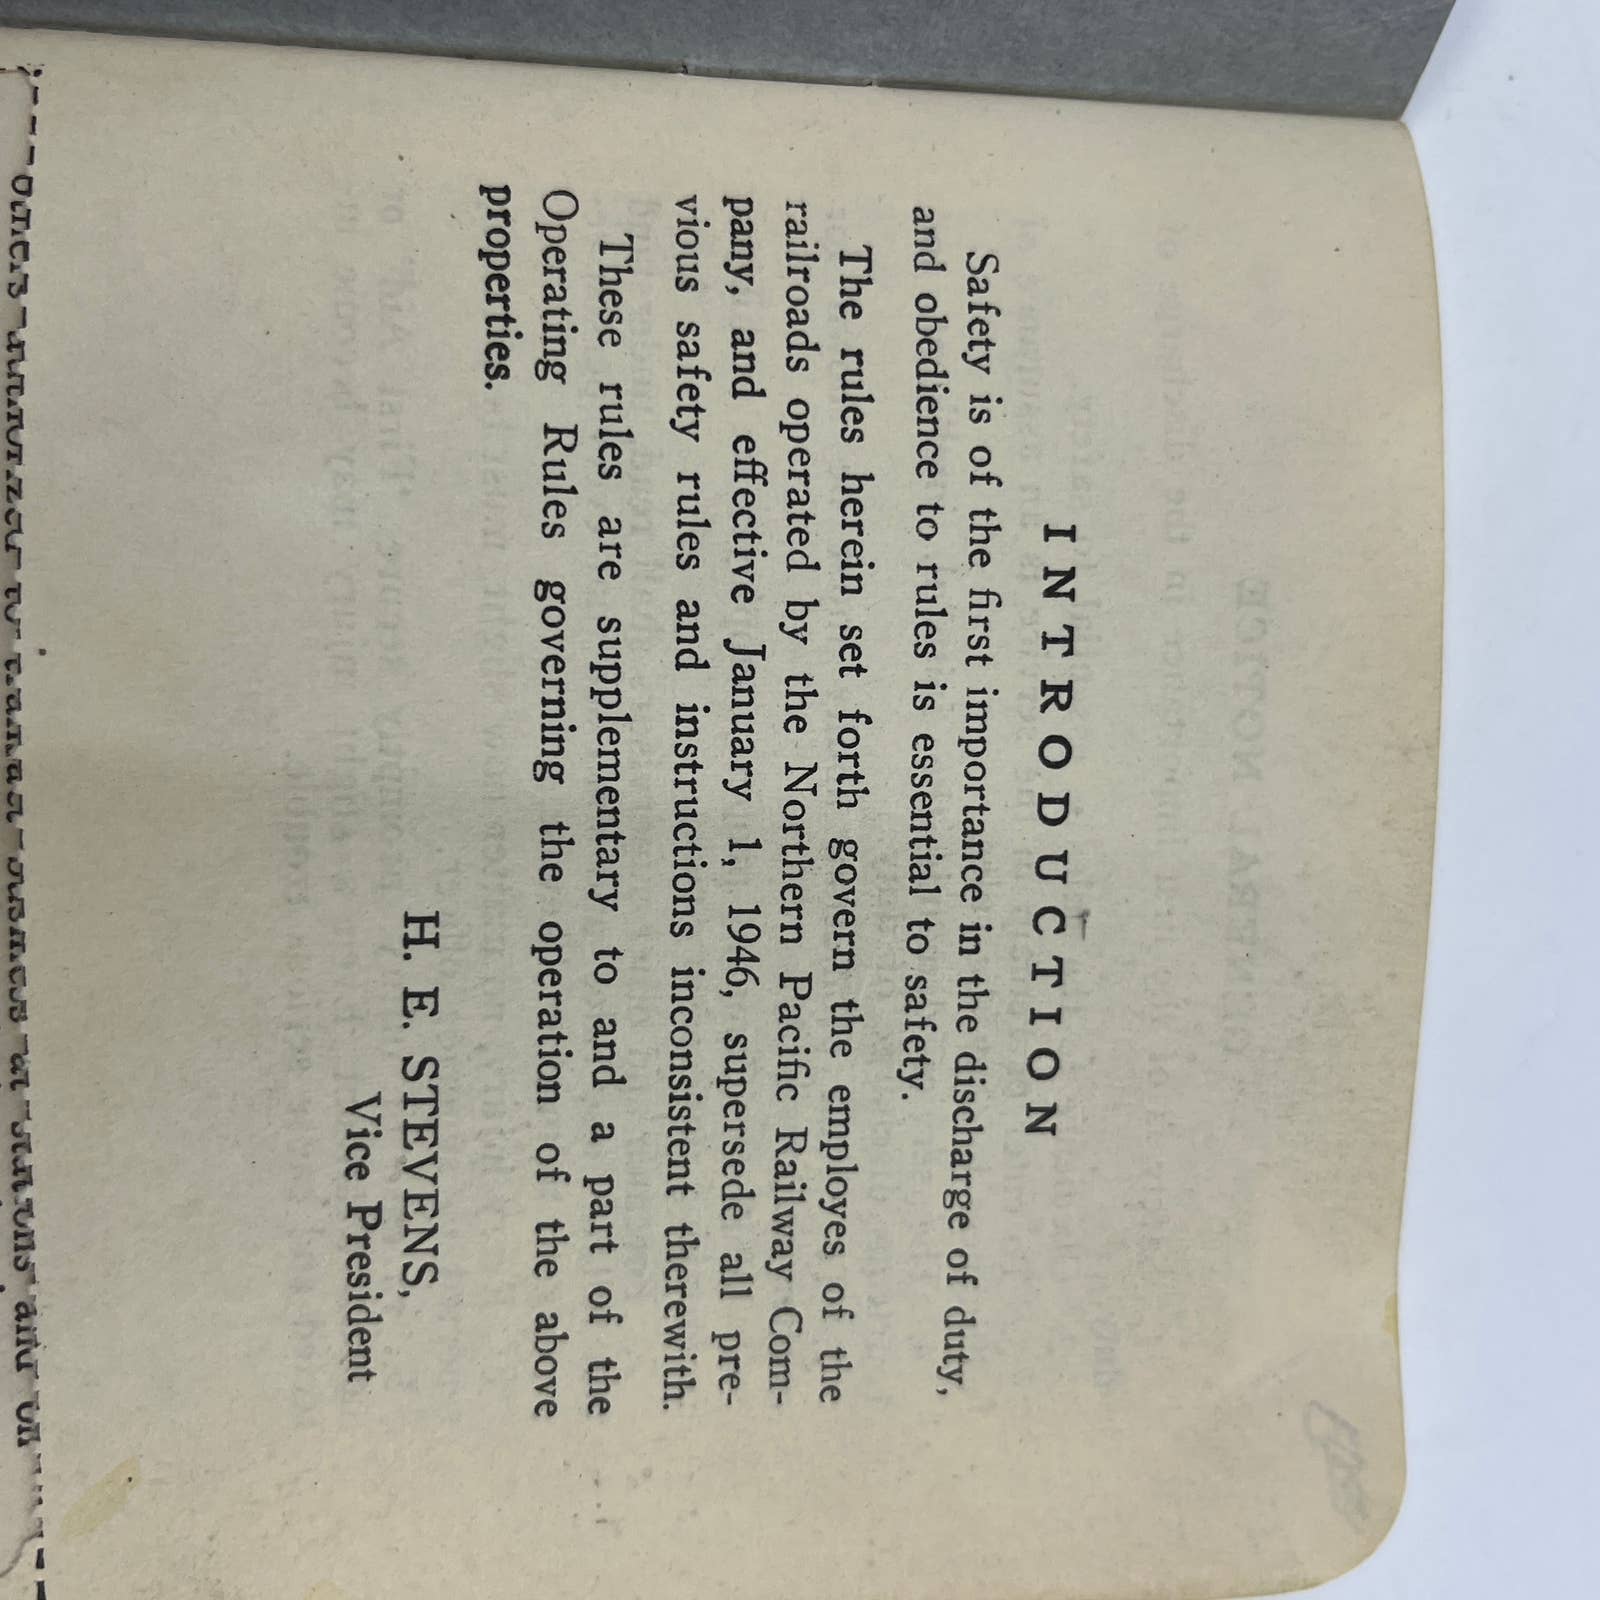 INTRODUCTION
Safety is of the first importance in the discharge of duty,
and obedience to rules is essential to safety.
The rules herein set forth govern the employes of the
railroads operated by the Northern Pacific Railway Com-
pany, and effective January 1, 1946, supersede all pre-
vious safety rules and instructions inconsistent therewith.
These rules are supplementary to and a part of the
Operating Rules governing the operation of the above
properties.
H. E. STEVENS,
Vice President